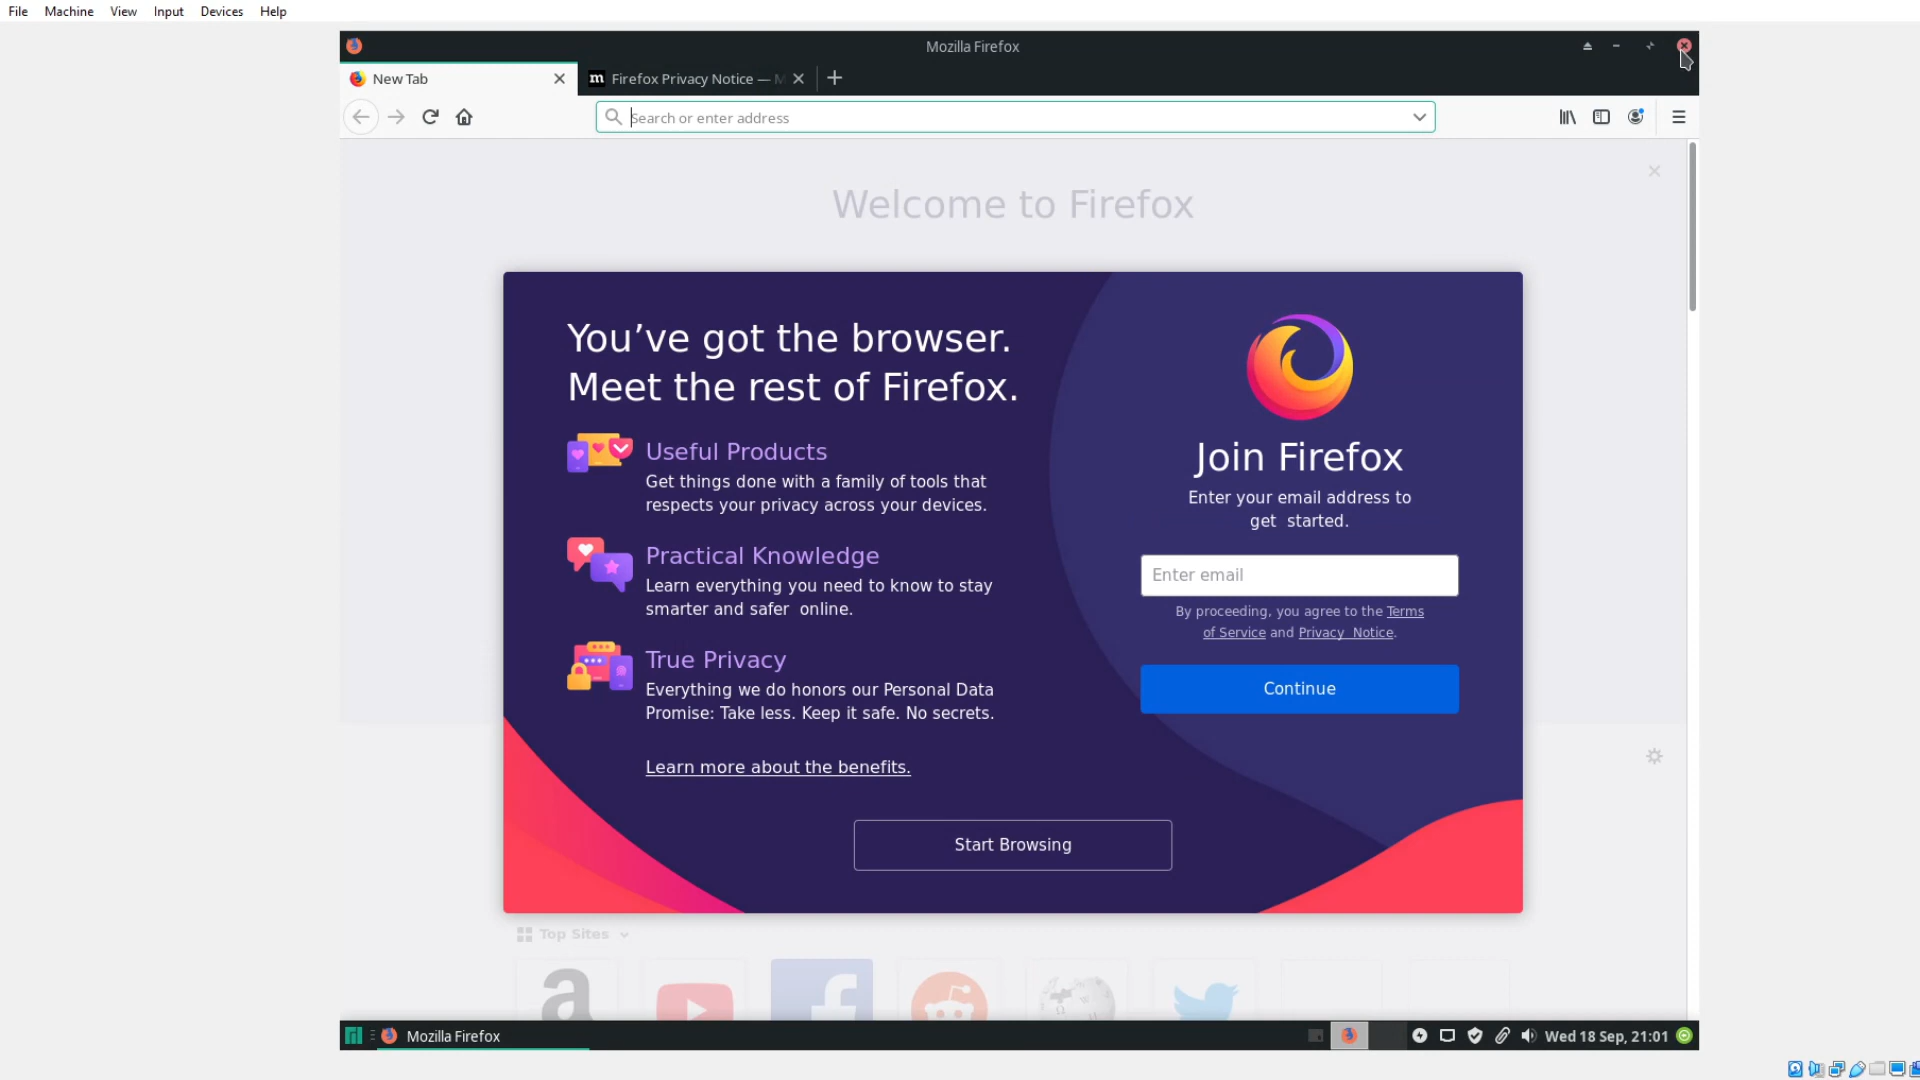 File Machine View Input Devices Help
Mozilla Firefox
New Tab
m Firefox Privacy Notice — M
Search or enter address
Welcome to Firefox
You’ve got the browser.
Meet the rest of Firefox.
Useful Products
Get things done with a family of tools that
respects your privacy across your devices.
Practical Knowledge
Learn everything you need to know to stay
smarter and safer online.
True Privacy
Everything we do honors our Personal Data
Promise: Take less. Keep it safe. No secrets.
Learn more about the benefits.
Join Firefox
Enter your email address to
get started.
Enter email
By proceeding, you agree to the Terms
of Service and Privacy Notice.
Continue
Start Browsing
Top Sites
a
f
Mozilla Firefox
Wed 18 Sep, 21:01